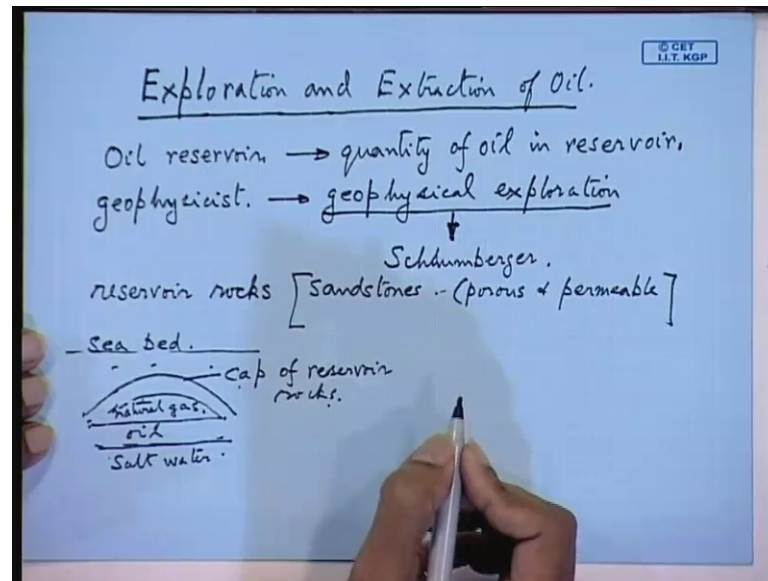 © CET
I.I.T. KGP
Exploration and Extraction of Oil.
Oil reservoir → quantity of oil in reservoir.
geophysicist. → geophysical exploration
↓
Schlumberger.
reservoir rocks [sandstones - (porous & permeable]
sea bed.
cap of reservoir
rocks.
natural gas.
oil
Salt water